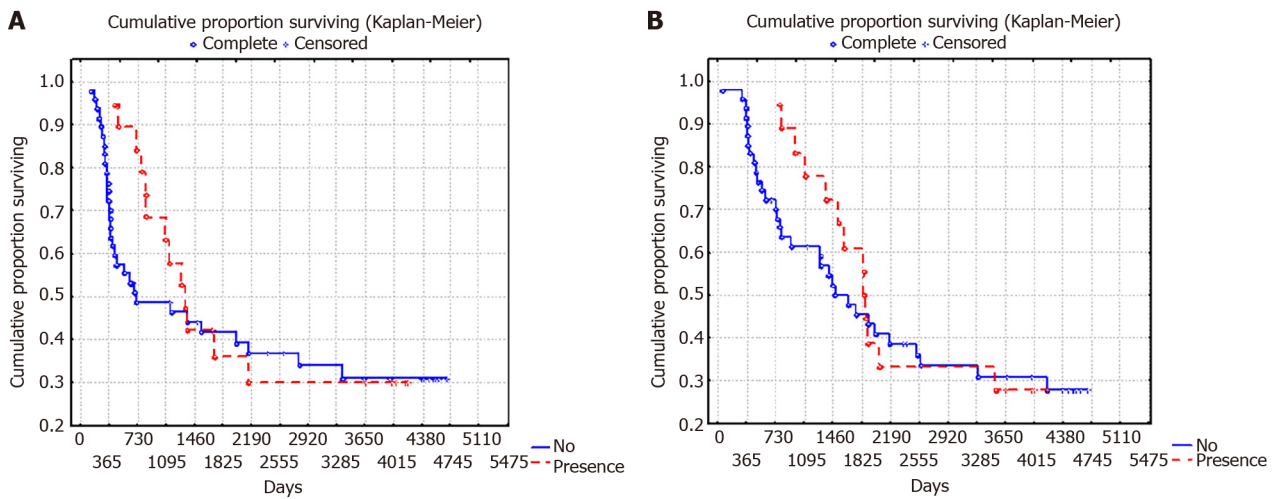 A
Cumulative proportion surviving (Kaplan-Meier)
Complete Censored
Cumulative proportion surviving
1.0
0.9
0.8
0.7
0.6
0.5
0.4
0.3
0.2
0 730 1460 2190 2920 3650 4380 5110
365 1095 1825 2555 3285 4015 4745 5475
Days
No
Presence
B
Cumulative proportion surviving (Kaplan-Meier)
Complete Censored
Cumulative proportion surviving
1.0
0.9
0.8
0.7
0.6
0.5
0.4
0.3
0.2
0 730 1460 2190 2920 3650 4380 5110
365 1095 1825 2555 3285 4015 4745 5475
Days
No
Presence